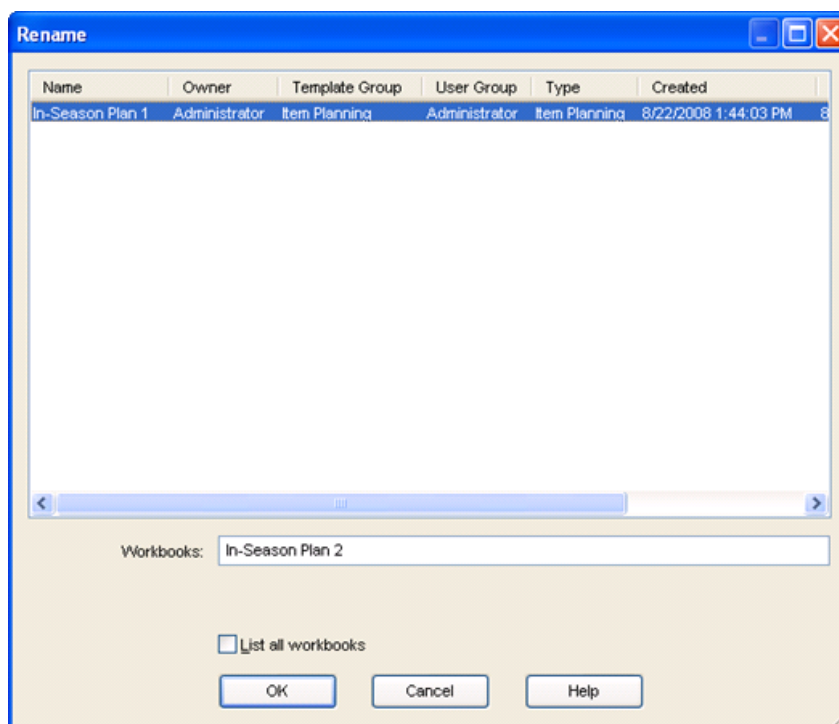 Rename
Name Owner Template Group User Group Type Created
In-Season Plan 1 Administrator Item Planning Administrator Item Planning 8/22/2008 1:44:03 PM 8
Workbooks: In-Season Plan 2
List all workbooks
OK Cancel Help